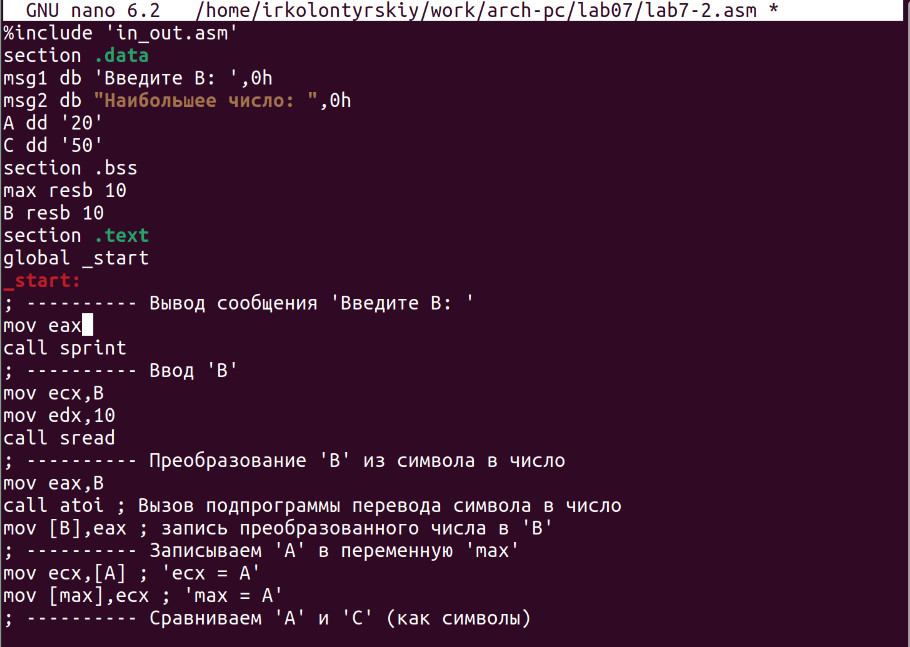 GNU nano 6.2   /home/irkolontyrskiy/work/arch-pc/lab07/lab7-2.asm *
%include 'in_out.asm'
section .data
msg1 db 'Введите B: ',0h
msg2 db "Наибольшее число: ",0h
A dd '20'
C dd '50'
section .bss
max resb 10
B resb 10
section .text
global _start
_start:
; ---------- Вывод сообщения 'Введите B: '
mov eax
call sprint
; ---------- Ввод 'B'
mov ecx,B
mov edx,10
call sread
; ---------- Преобразование 'B' из символа в число
mov eax,B
call atoi ; Вызов подпрограммы перевода символа в число
mov [B],eax ; запись преобразованного числа в 'B'
; ---------- Записываем 'A' в переменную 'max'
mov ecx,[A] ; 'ecx = A'
mov [max],ecx ; 'max = A'
; ---------- Сравниваем 'A' и 'С' (как символы)